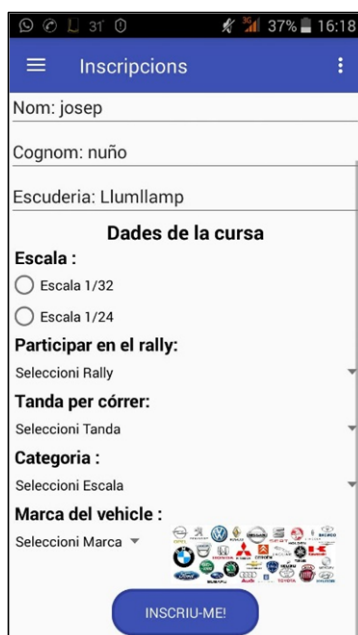 31
3G
37%
16:18
Inscripcions
Nom: josep
Cognom: nuño
Escuderia: Llumllamp
Dades de la cursa
Escala :
Escala 1/32
Escala 1/24
Participar en el rally:
Seleccioni Rally
Tanda per córrer:
Seleccioni Tanda
Categoria :
Seleccioni Escala
Marca del vehicle :
Seleccioni Marca
INSCRIU-ME!